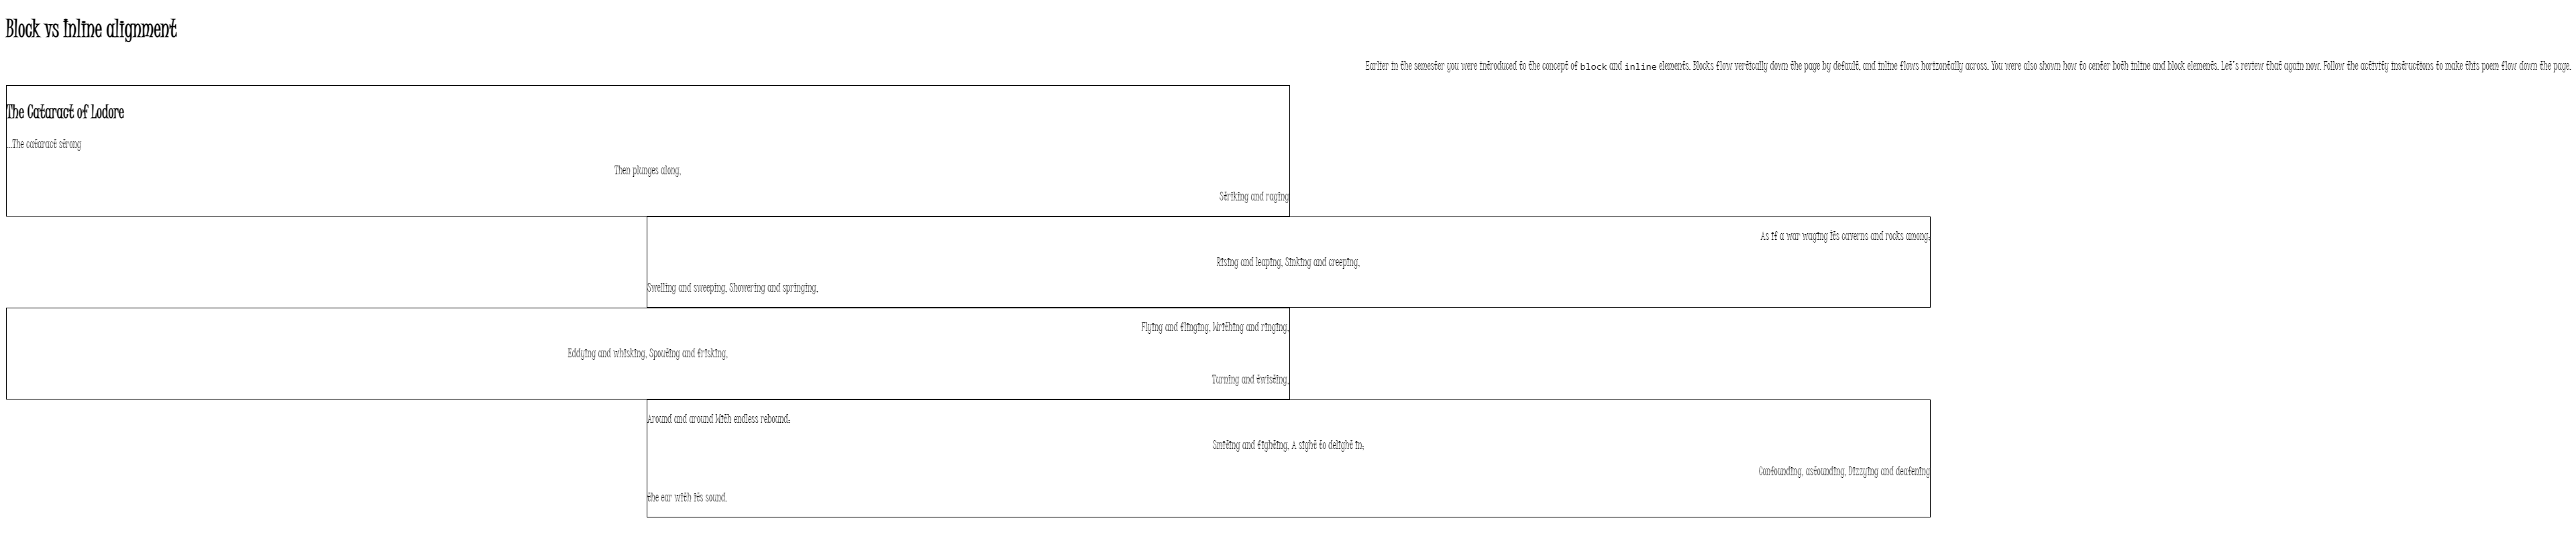 Block vs inline alignment
Earlier in the semester you were introduced to the concept of block and inline elements. Blocks flow vertically down the page by default, and inline flows horizontally across. You were also shown how to center both inline and block elements. Let's review that again now. Follow the activity instructions to make this poem flow down the page.
The Cataract of Lodore
...The cataract strong
Then plunges along,
Striking and raging
As if a war waging its caverns and rocks among;
Rising and leaping, Sinking and creeping,
Swelling and sweeping, Showering and springing,
Flying and flinging, Writhing and ringing,
Eddying and whisking, Spouting and frisking,
Turning and twisting,
Around and around With endless rebound;
Smiting and fighting, A sight to delight in;
Confounding, astounding, Dizzying and deafening
the ear with its sound.